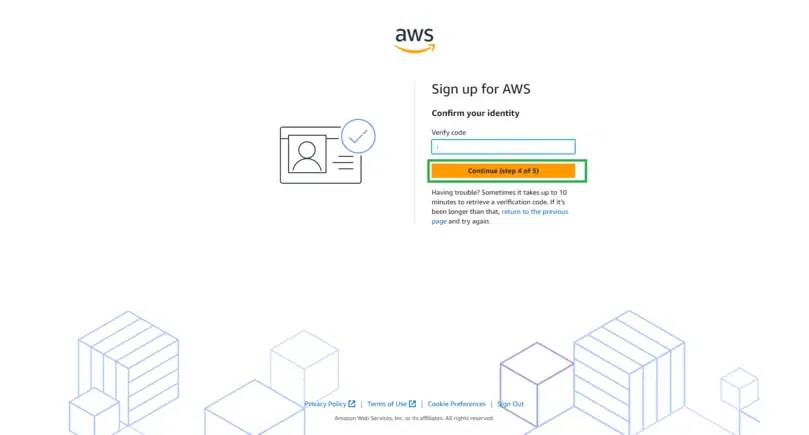 aws
Sign up for AWS
Confirm your identity
Verify code
Continue (step 4 of 5)
Having trouble? Sometimes it takes up to 10
minutes to retrieve a verification code. If it's
been longer than that, return to the previous
page and try again.
Privacy Policy | Terms of Use | Cookie Preferences | Sign Out
Amazon Web Services, Inc. or its affiliates. All rights reserved.